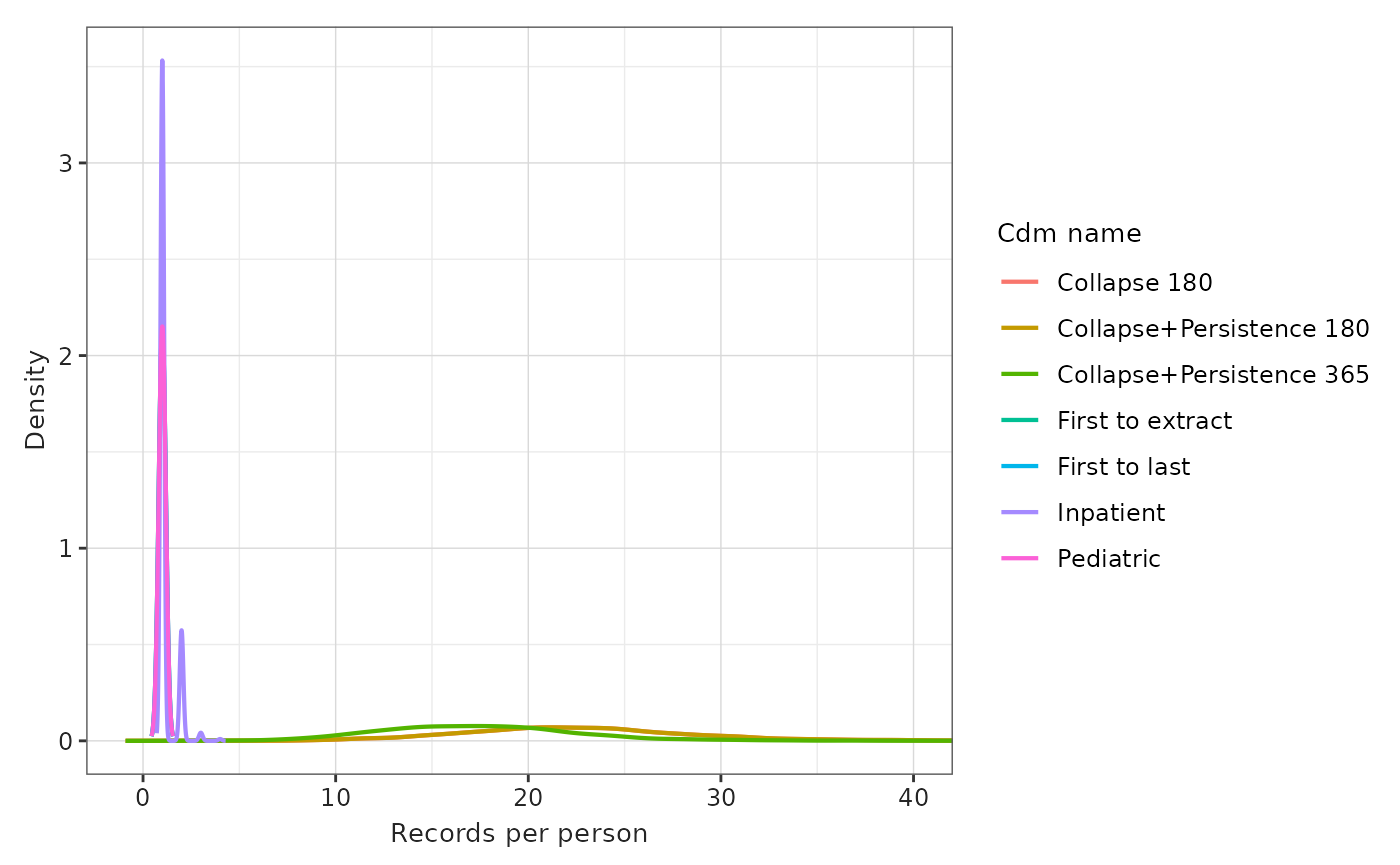 3
2
1
0
Density
0 10 20 30 40
Records per person
Cdm name
Collapse 180
Collapse+Persistence 180
Collapse+Persistence 365
First to extract
First to last
Inpatient
Pediatric